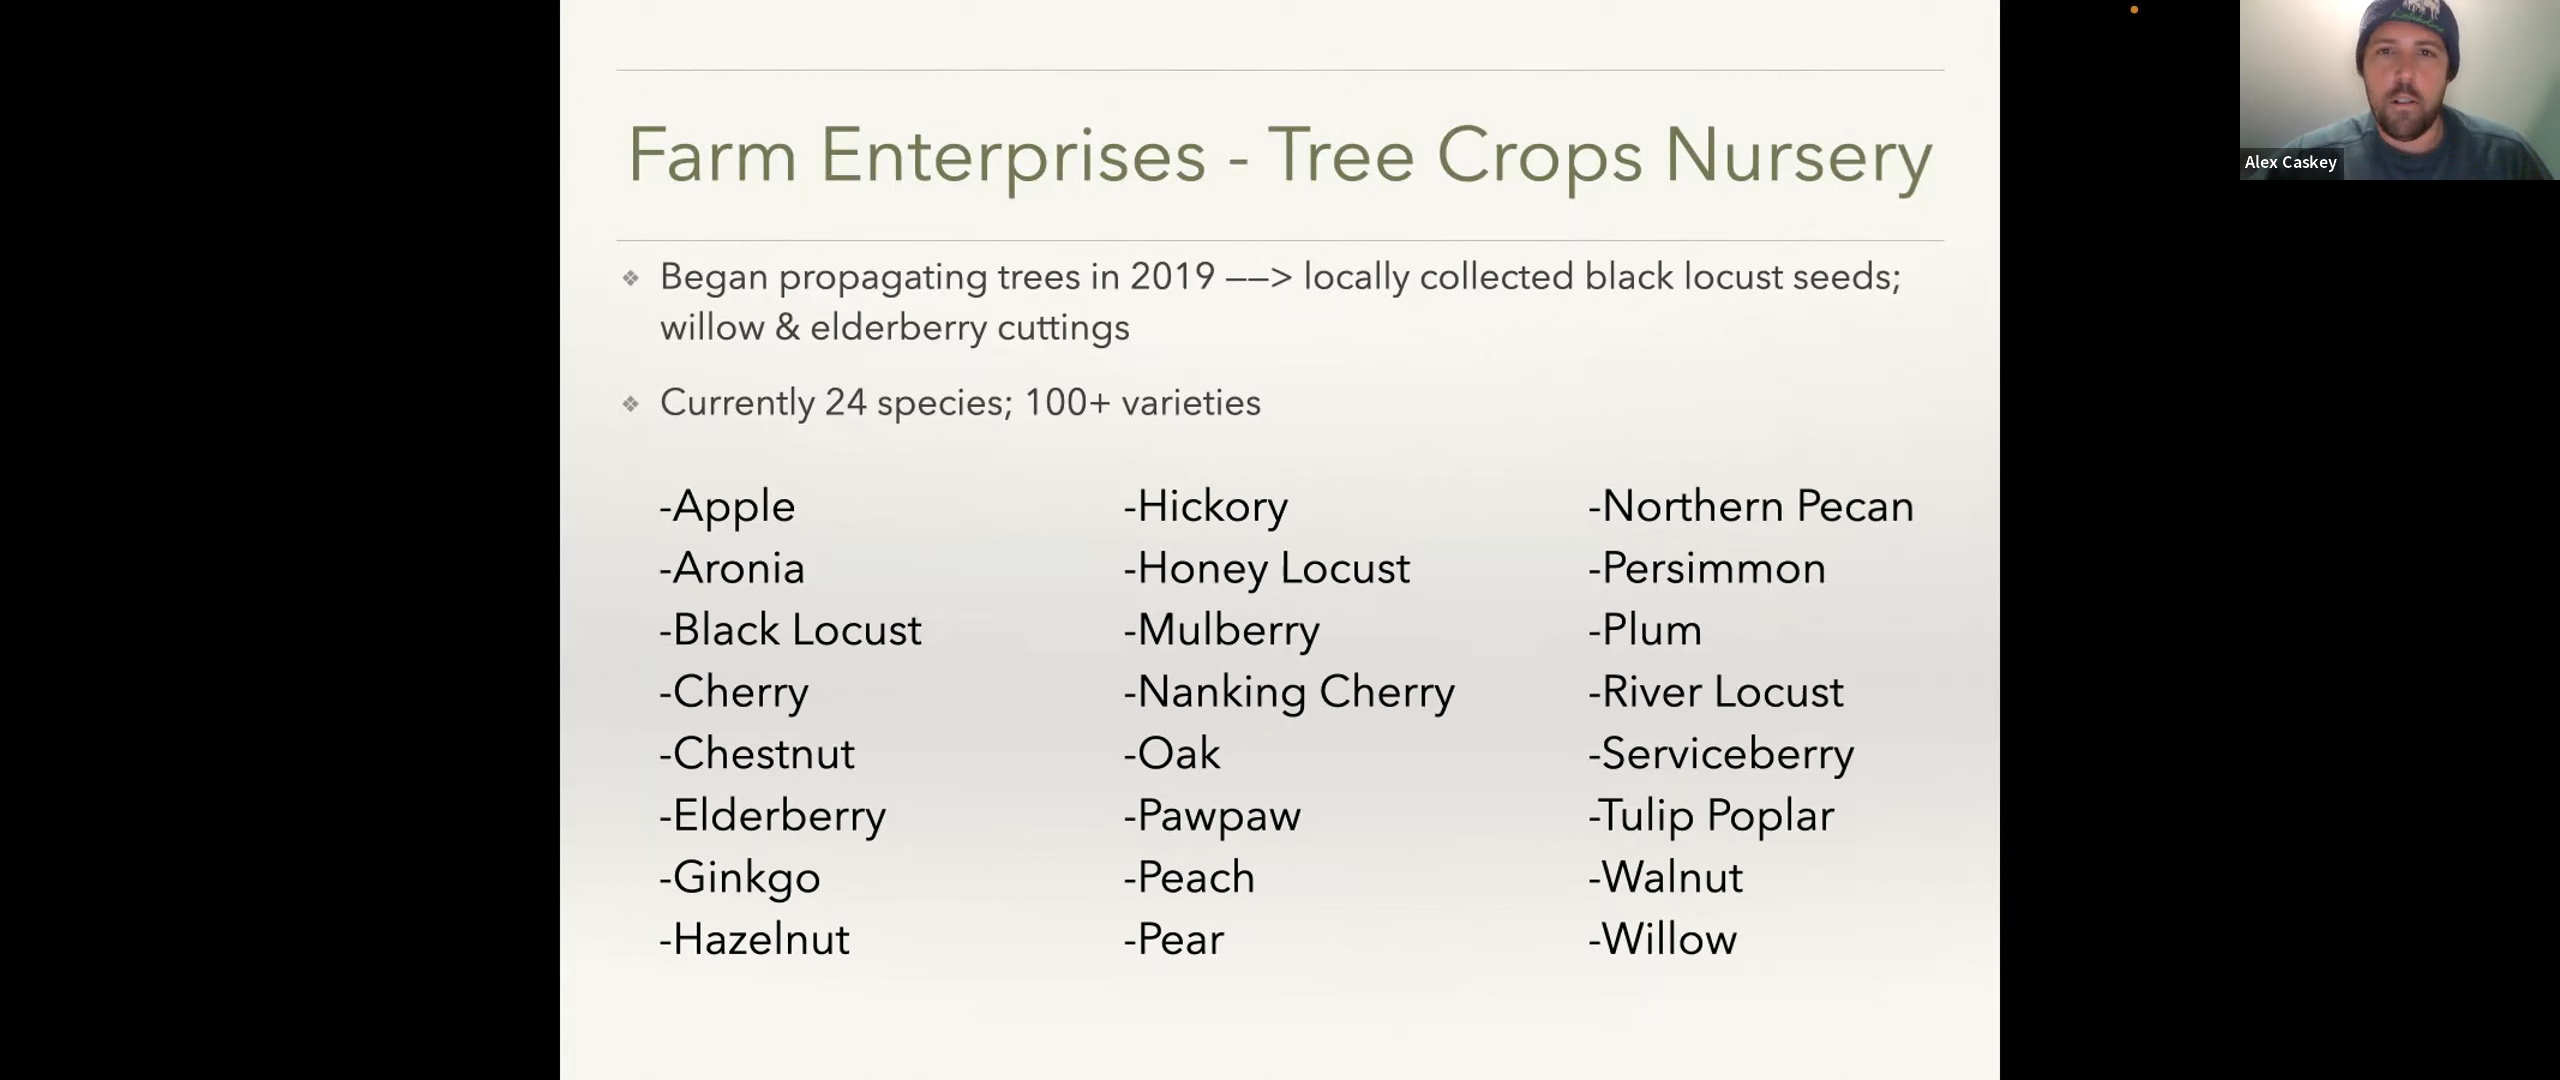 Farm Enterprises - Tree Crops Nursery
Began propagating trees in 2019 ––> locally collected black locust seeds;
willow & elderberry cuttings
Currently 24 species; 100+ varieties
-Apple
-Aronia
-Black Locust
-Cherry
-Chestnut
-Elderberry
-Ginkgo
-Hazelnut
-Hickory
-Honey Locust
-Mulberry
-Nanking Cherry
-Oak
-Pawpaw
-Peach
-Pear
-Northern Pecan
-Persimmon
-Plum
-River Locust
-Serviceberry
-Tulip Poplar
-Walnut
-Willow
Alex Caskey